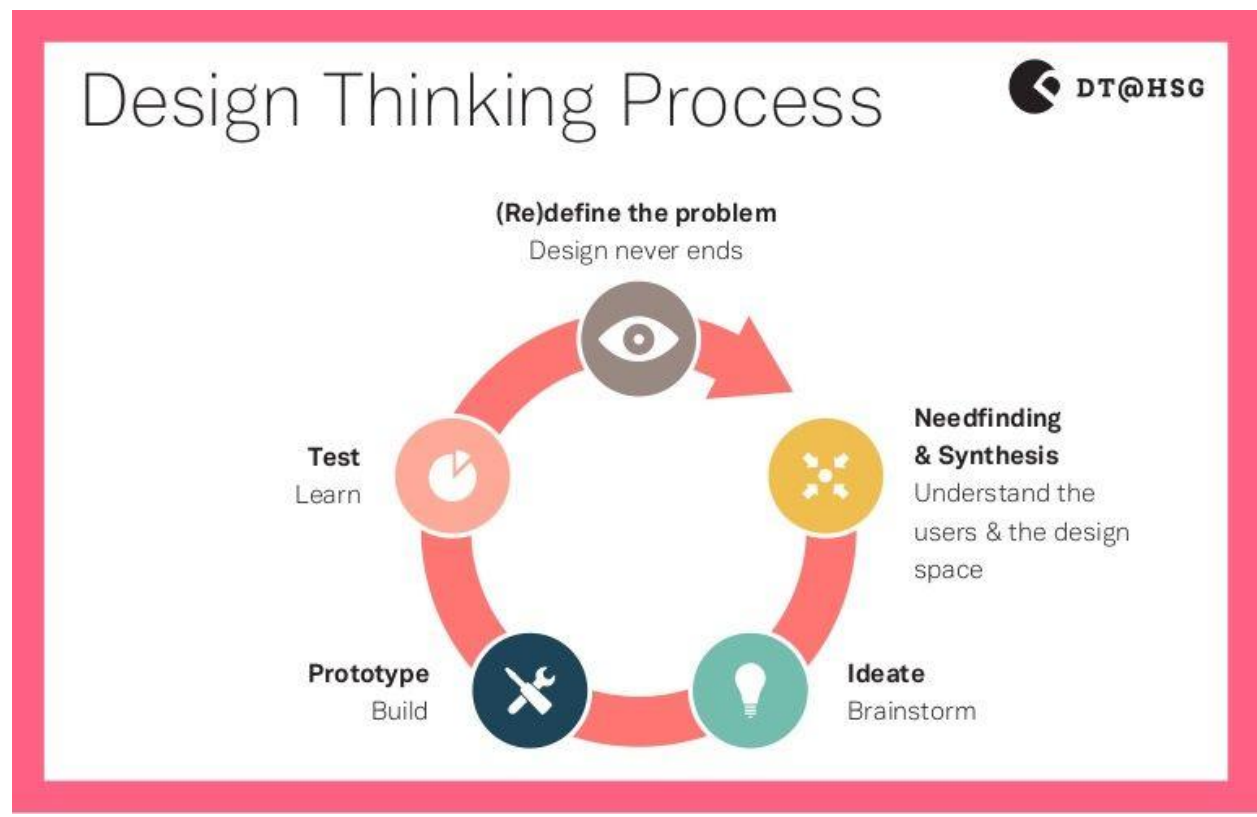 Design Thinking Process
DT@HSG
(Re)define the problem
Design never ends
Needfinding
& Synthesis
Understand the
users & the design
space
Ideate
Brainstorm
Prototype
Build
Test
Learn